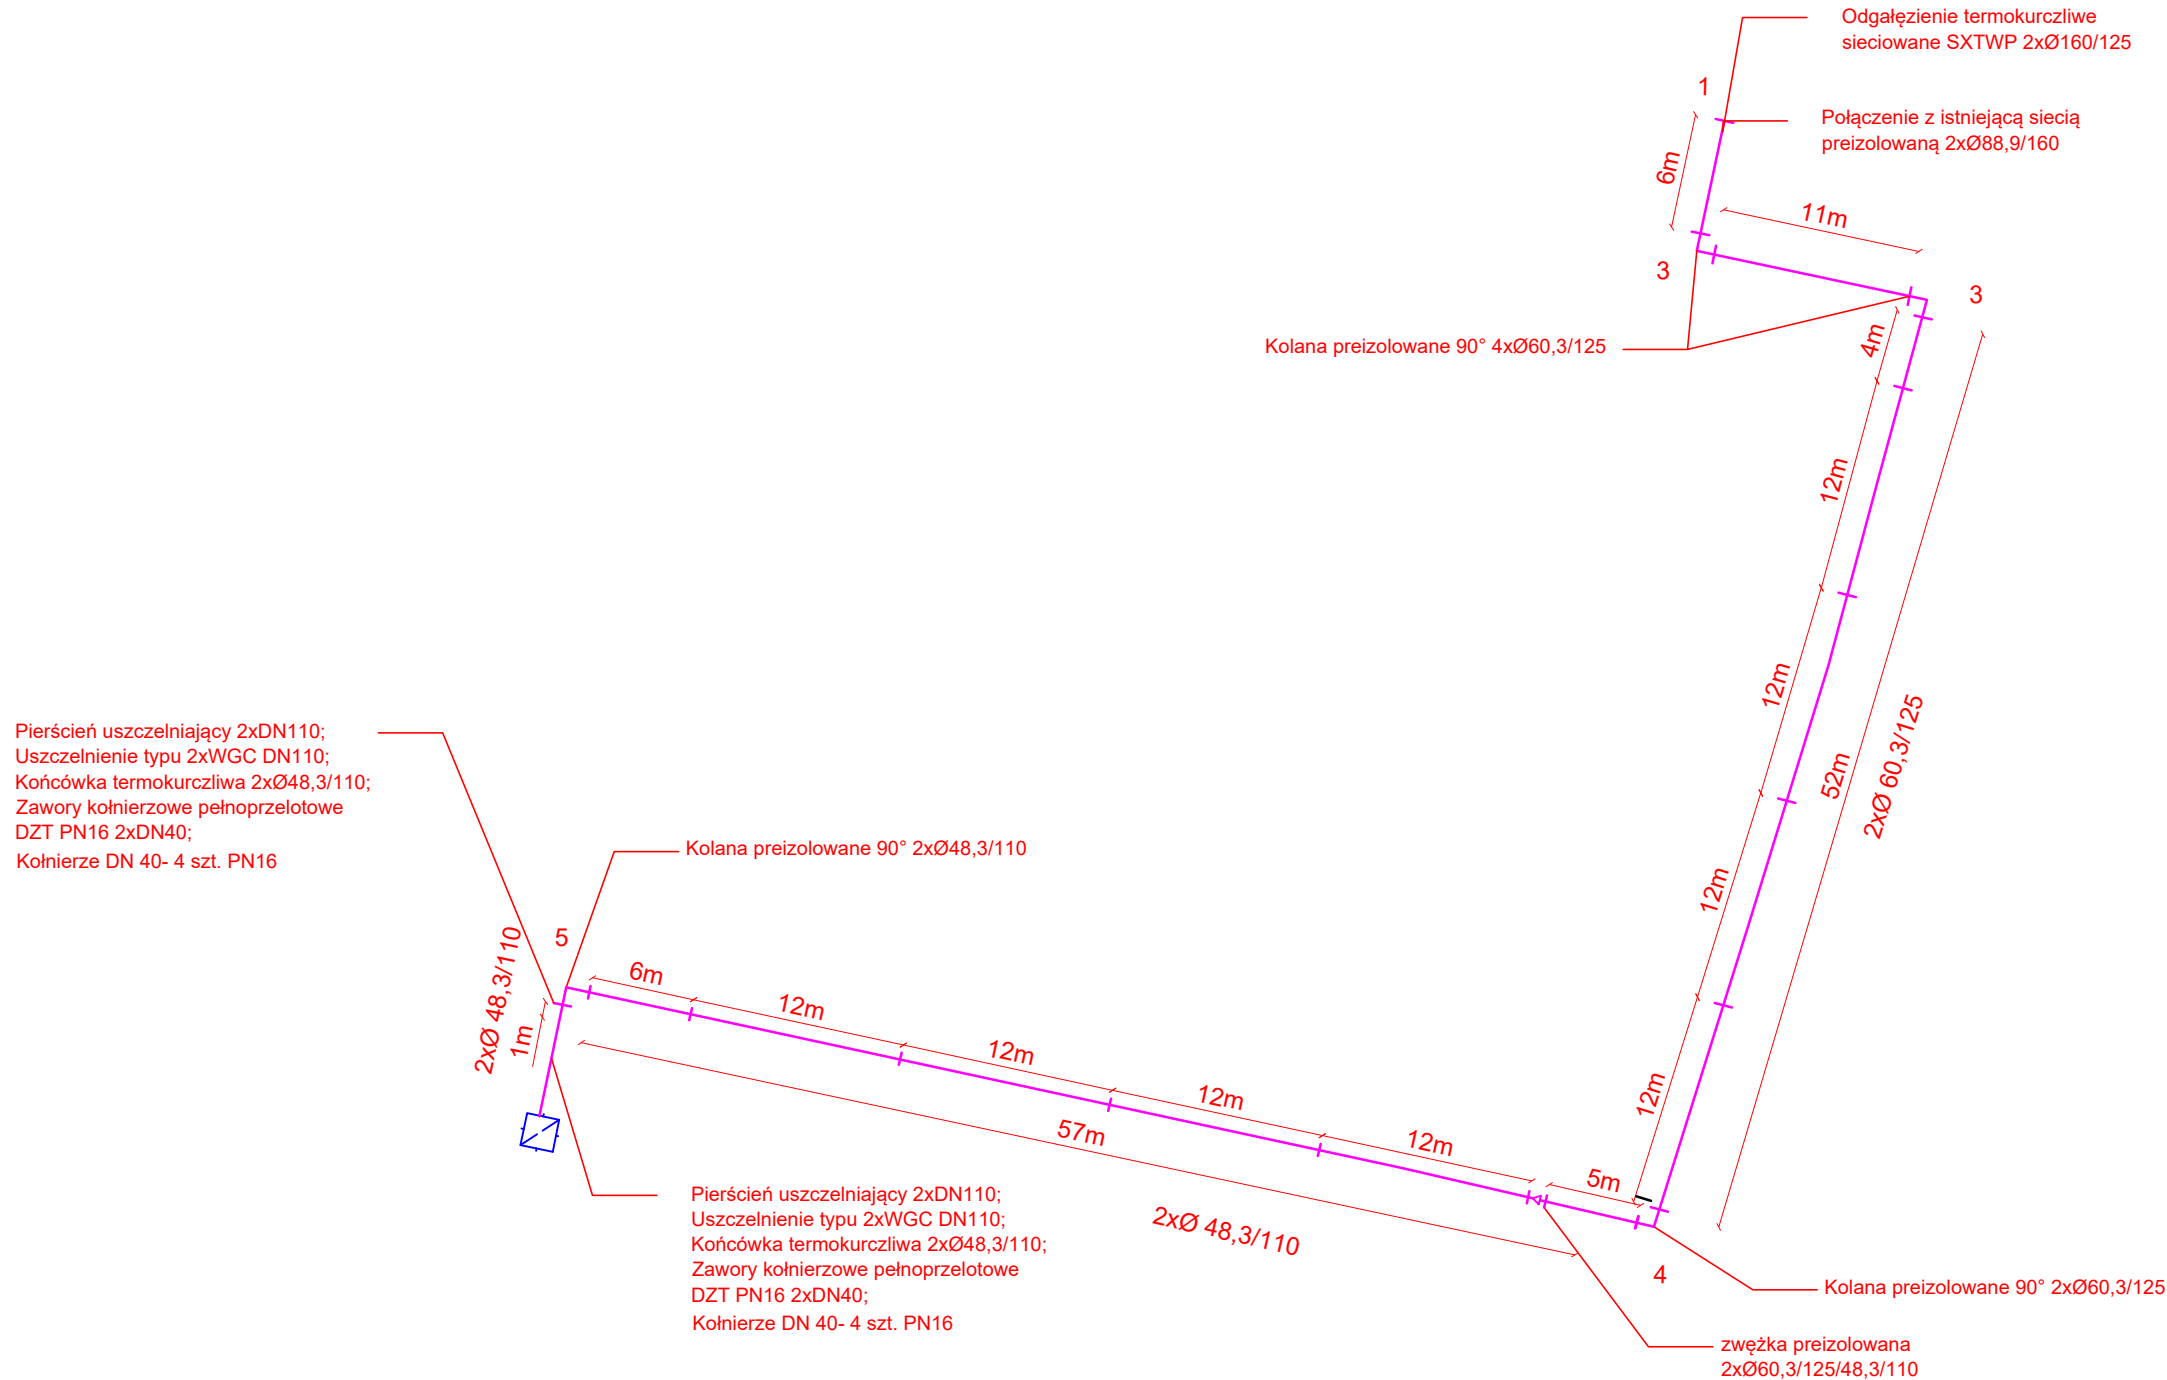 Odgałęzienie termokurczliwe
sieciowane SXTWP 2xØ160/125
1
Połączenie z istniejącą siecią
preizolowaną 2xØ88,9/160
6m
11m
3
3
Kolana preizolowane 90° 4xØ60,3/125
4m
12m
12m
52m
2xØ 60,3/125
12m
12m
Pierścień uszczelniający 2xDN110;
Uszczelnienie typu 2xWGC DN110;
Końcówka termokurczliwa 2xØ48,3/110;
Zawory kołnierzowe pełnoprzelotowe
DZT PN16 2xDN40;
Kołnierze DN 40- 4 szt. PN16
Kolana preizolowane 90° 2xØ48,3/110
5
2xØ 48,3/110
1m
6m
12m
12m
12m
12m
5m
57m
2xØ 48,3/110
4
Pierścień uszczelniający 2xDN110;
Uszczelnienie typu 2xWGC DN110;
Końcówka termokurczliwa 2xØ48,3/110;
Zawory kołnierzowe pełnoprzelotowe
DZT PN16 2xDN40;
Kołnierze DN 40- 4 szt. PN16
Kolana preizolowane 90° 2xØ60,3/125
zwężka preizolowana
2xØ60,3/125/48,3/110